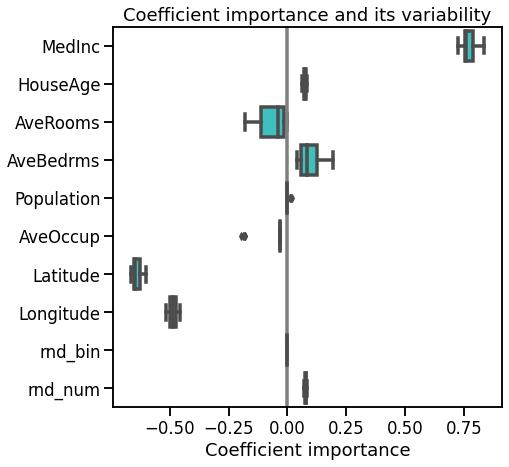 Coefficient importance and its variability
MedInc
HouseAge
AveRooms
AveBedrms
Population
AveOccup
Latitude
Longitude
rnd_bin
rnd_num
−0.50 −0.25 0.00 0.25 0.50 0.75
Coefficient importance